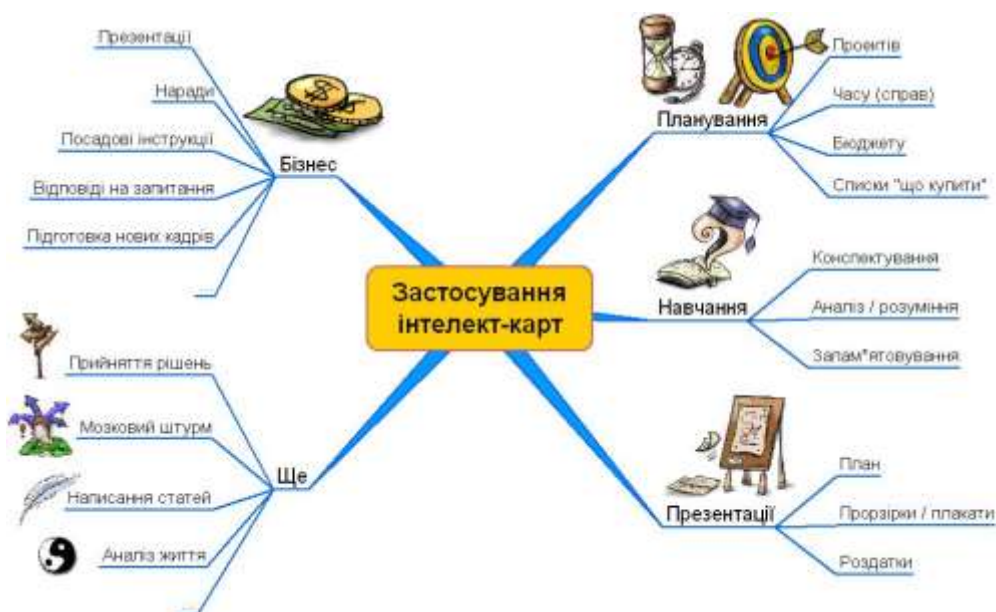 Застосування
інтелект-карт
Планування
Проектів
Часу (справ)
Бюджету
Списки "що купити"
Навчання
Конспектування
Аналіз / розуміння
Запам"ятовування
Презентації
План
Прорзірки / плакати
Роздатки
Бізнес
Презентації
Наради
Посадові інструкції
Відповіді на запитання
Підготовка нових кадрів
Ще
Прийняття рішень
Мозковий штурм
Написання статей
Аналіз життя